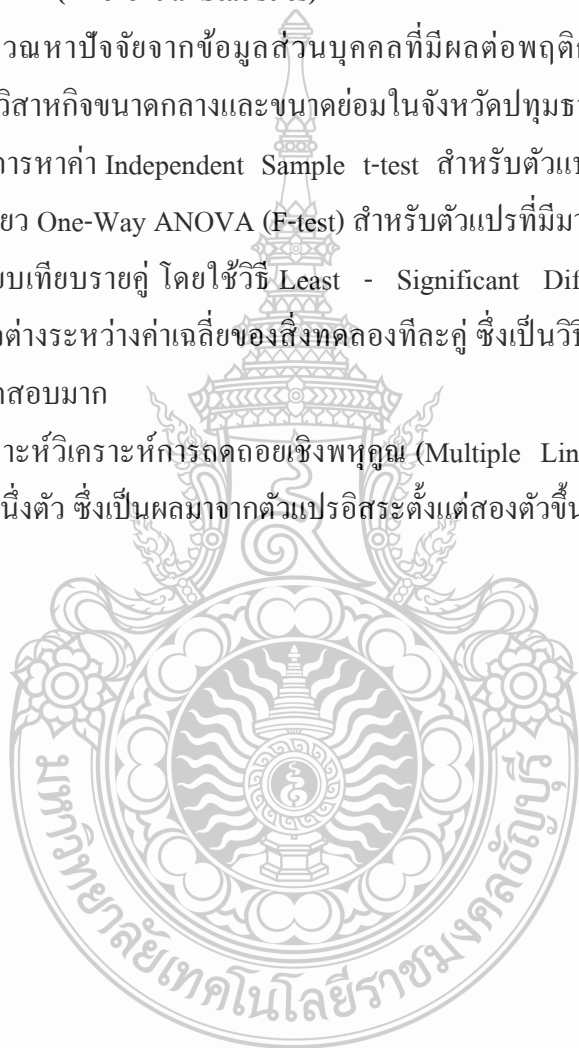 วณหาปัจจัยจากข้อมูลส่วนบุคคลที่มีผลต่อพฤติก
วิสาหกิจขนาดกลางและขนาดย่อมในจังหวัดปทุมธา
การหาค่า Independent Sample t-test สำหรับตัวแป
ยว One-Way ANOVA (F-test) สำหรับตัวแปรที่มีมา
ยบเทียบรายคู่ โดยใช้วิธี Least - Significant Dif
ต่างระหว่างค่าเฉลี่ยของสิ่งทดลองทีละคู่ ซึ่งเป็นวิธี
สอบมาก
าะห์วิเคราะห์การถดถอยเชิงพหุคูณ (Multiple Lin
นึ่งตัว ซึ่งเป็นผลมาจากตัวแปรอิสระตั้งแต่สองตัวขึ้น
มหาวิทยาลัยเทคโนโลยีราชมงคลธัญบุรี